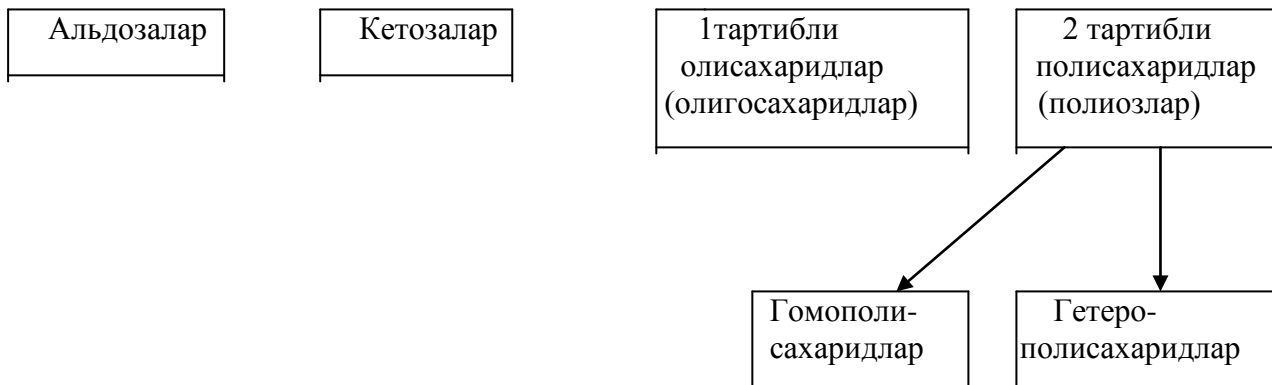 Альдозалар
Кетозалар
1тартибли
олисахаридлар
(олигосахаридлар)
2 тартибли
полисахаридлар
(полиозлар)
Гомополи-
сахаридлар
Гетеро-
полисахаридлар